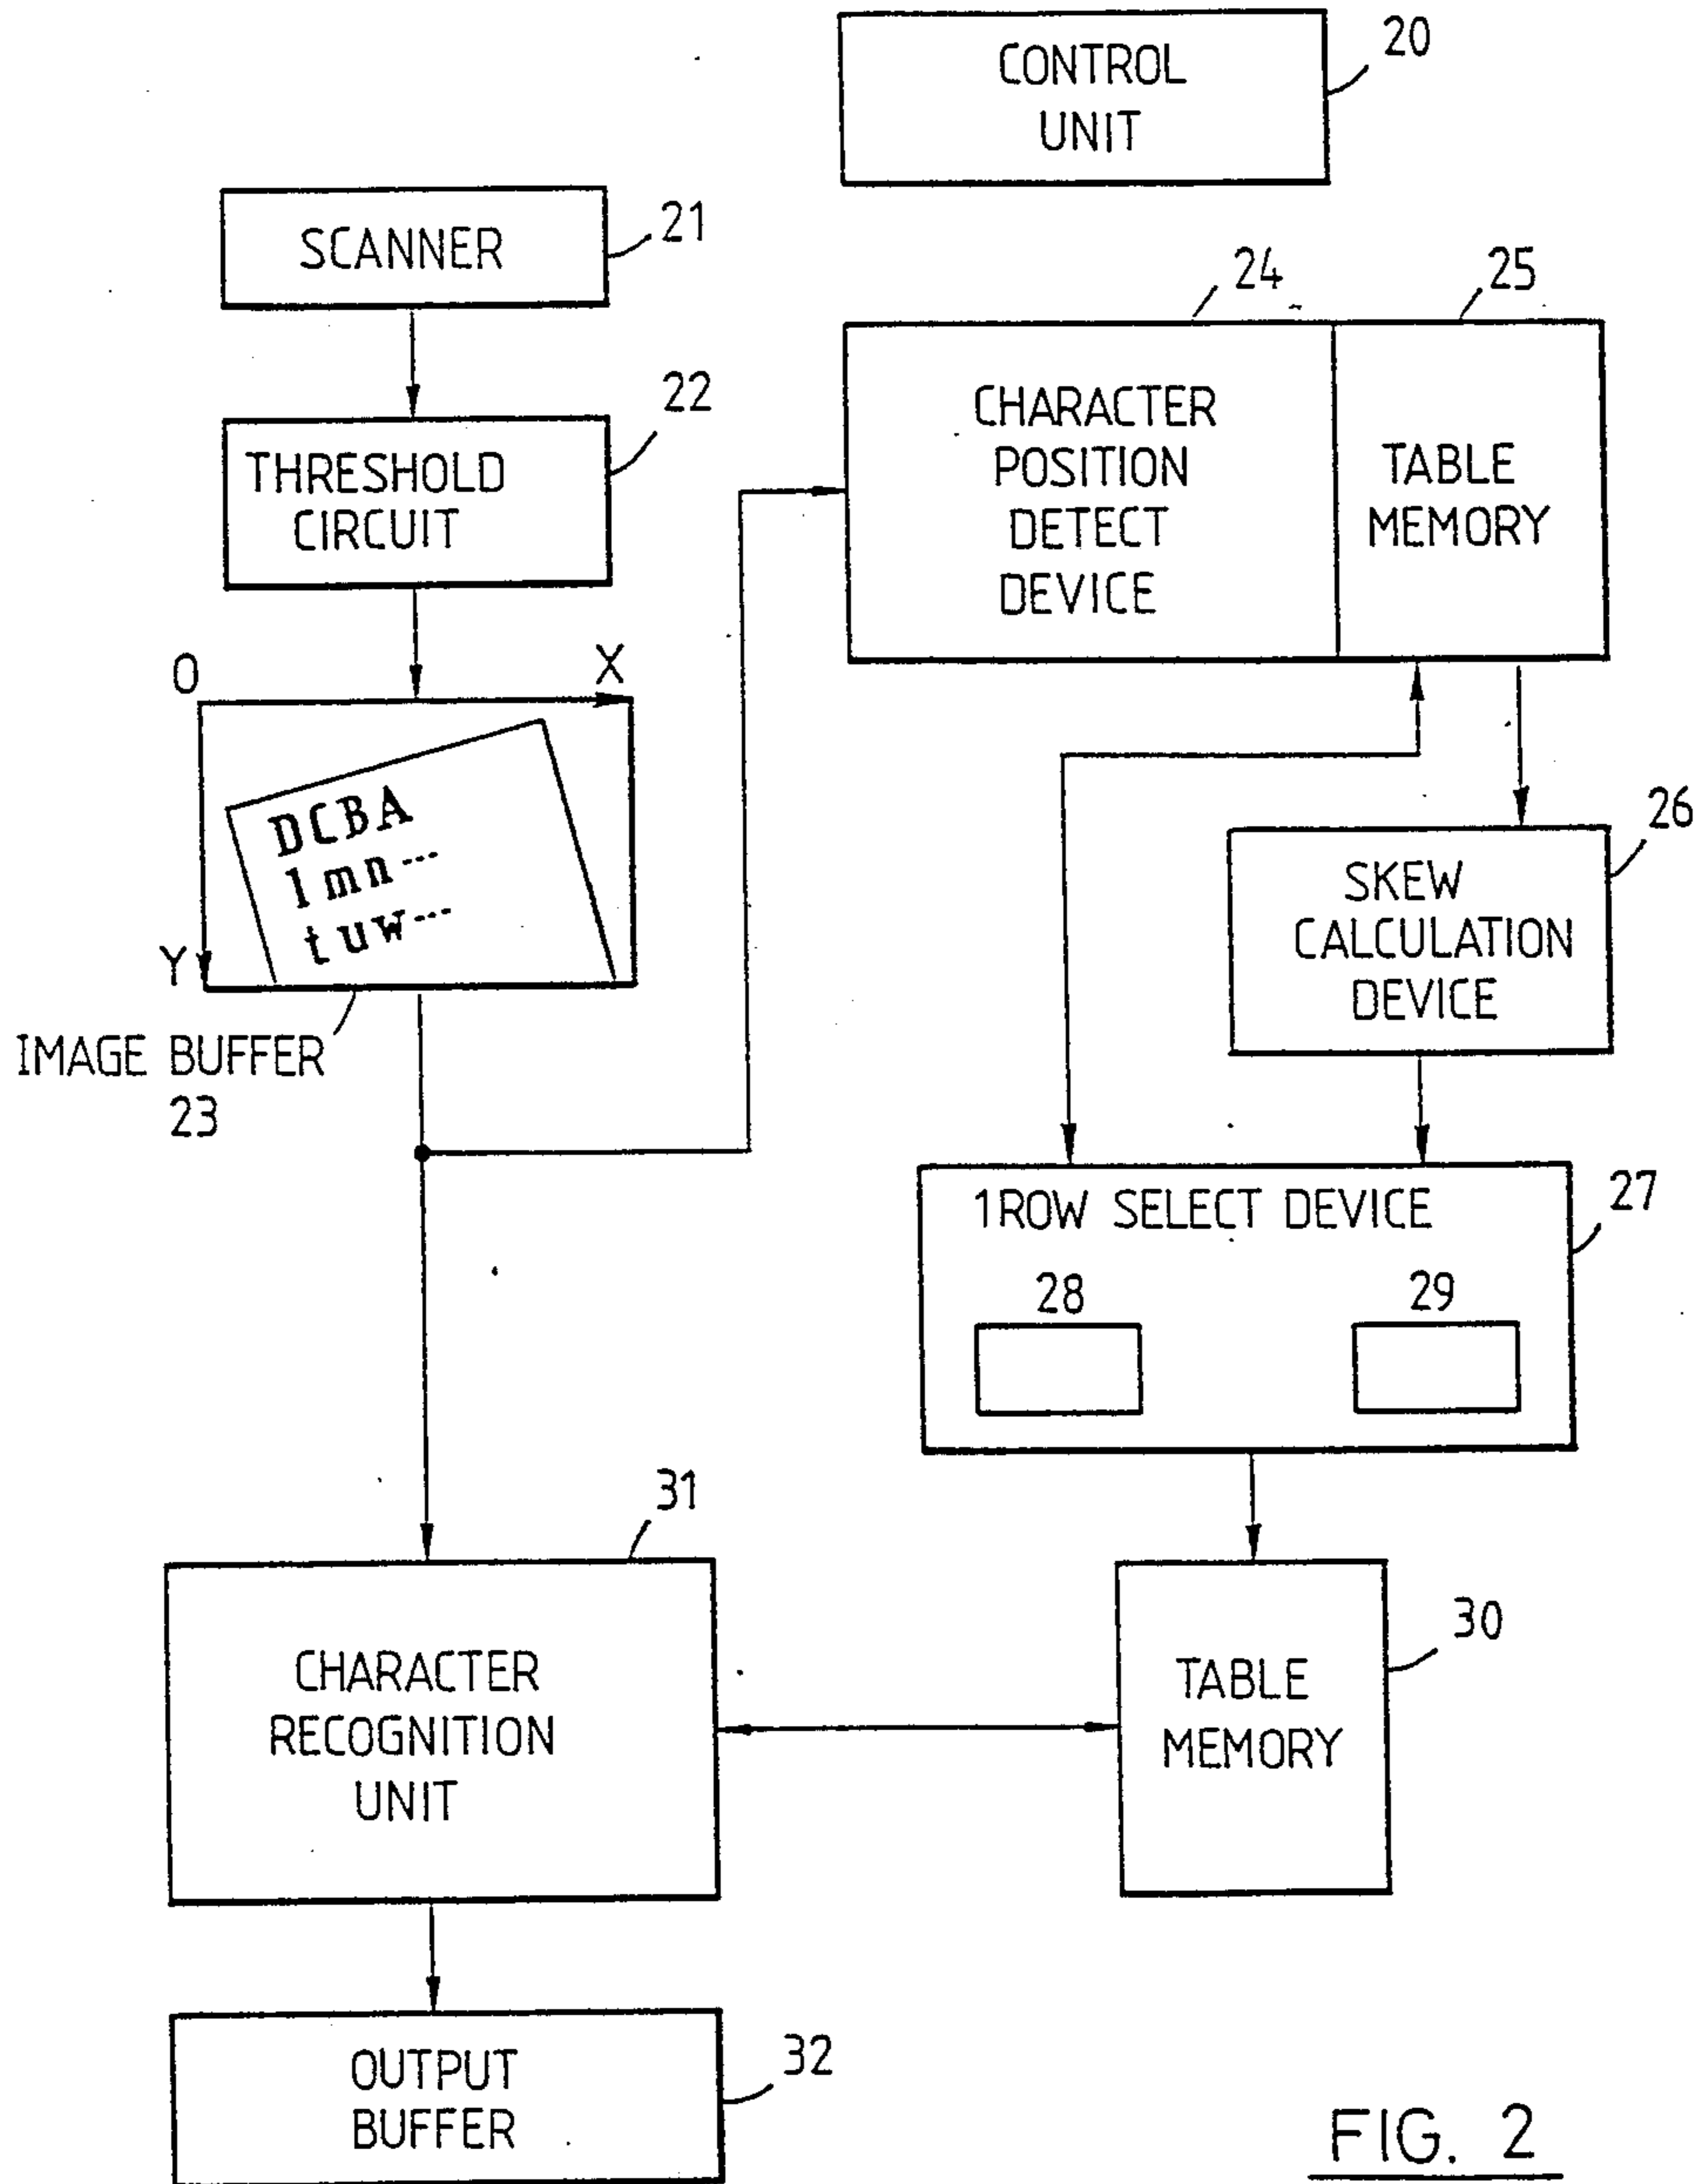 CONTROL
UNIT
20
SCANNER
21
THRESHOLD
CIRCUIT
22
24
25
CHARACTER
POSITION
DETECT
DEVICE
TABLE
MEMORY
O
X
Y
DCBA
lmn---
tuw---
IMAGE BUFFER
23
SKEW
CALCULATION
DEVICE
26
1ROW SELECT DEVICE
27
28
29
31
CHARACTER
RECOGNITION
UNIT
TABLE
MEMORY
30
OUTPUT
BUFFER
32
FIG. 2